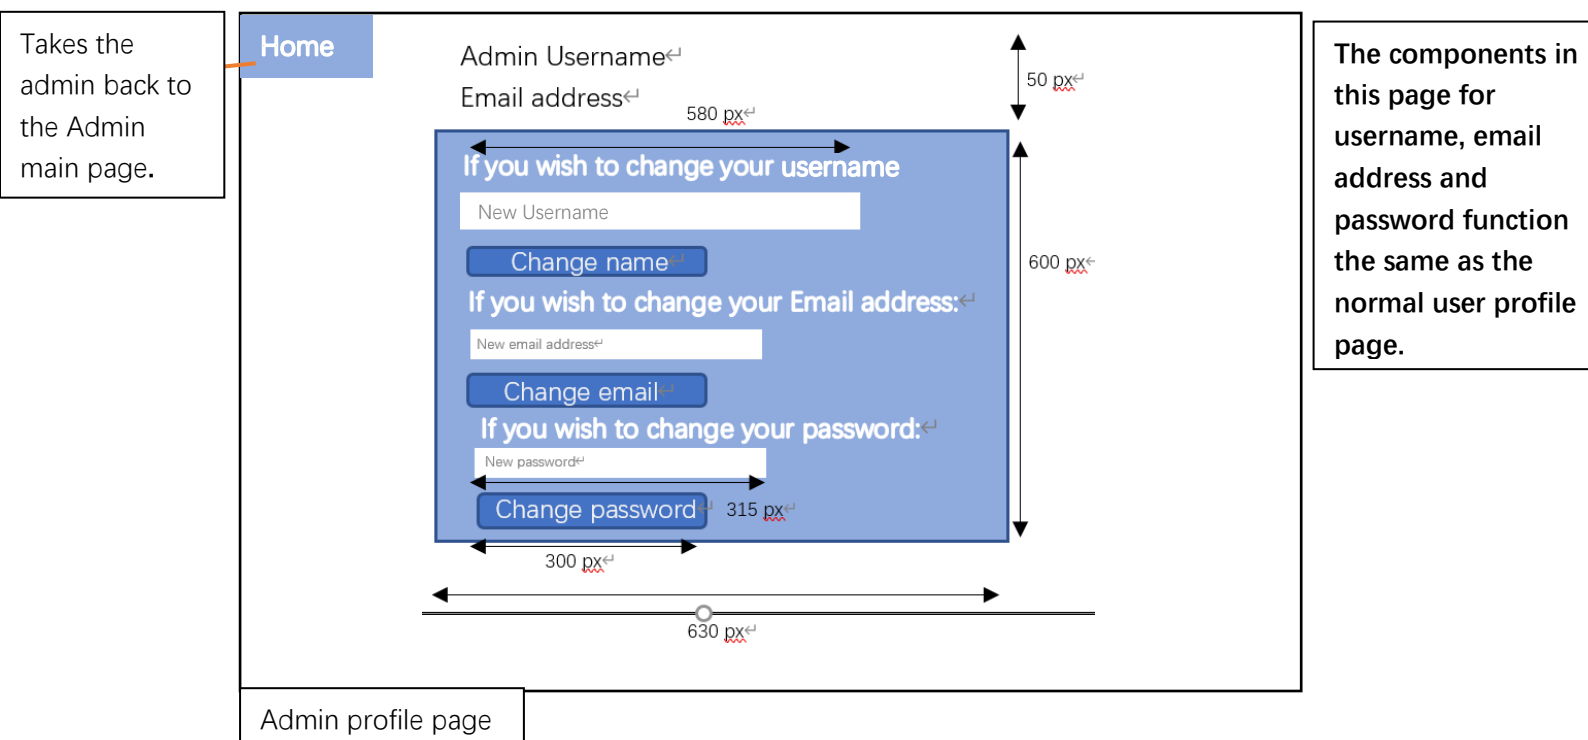 Takes the
admin back to
the Admin
main page.
Home
Admin Username
Email address
50 px
580 px
If you wish to change your username
New Username
Change name
600 px
If you wish to change your Email address:
New email address
Change email
If you wish to change your password:
New password
Change password
315 px
300 px
630 px
Admin profile page
The components in
this page for
username, email
address and
password function
the same as the
normal user profile
page.